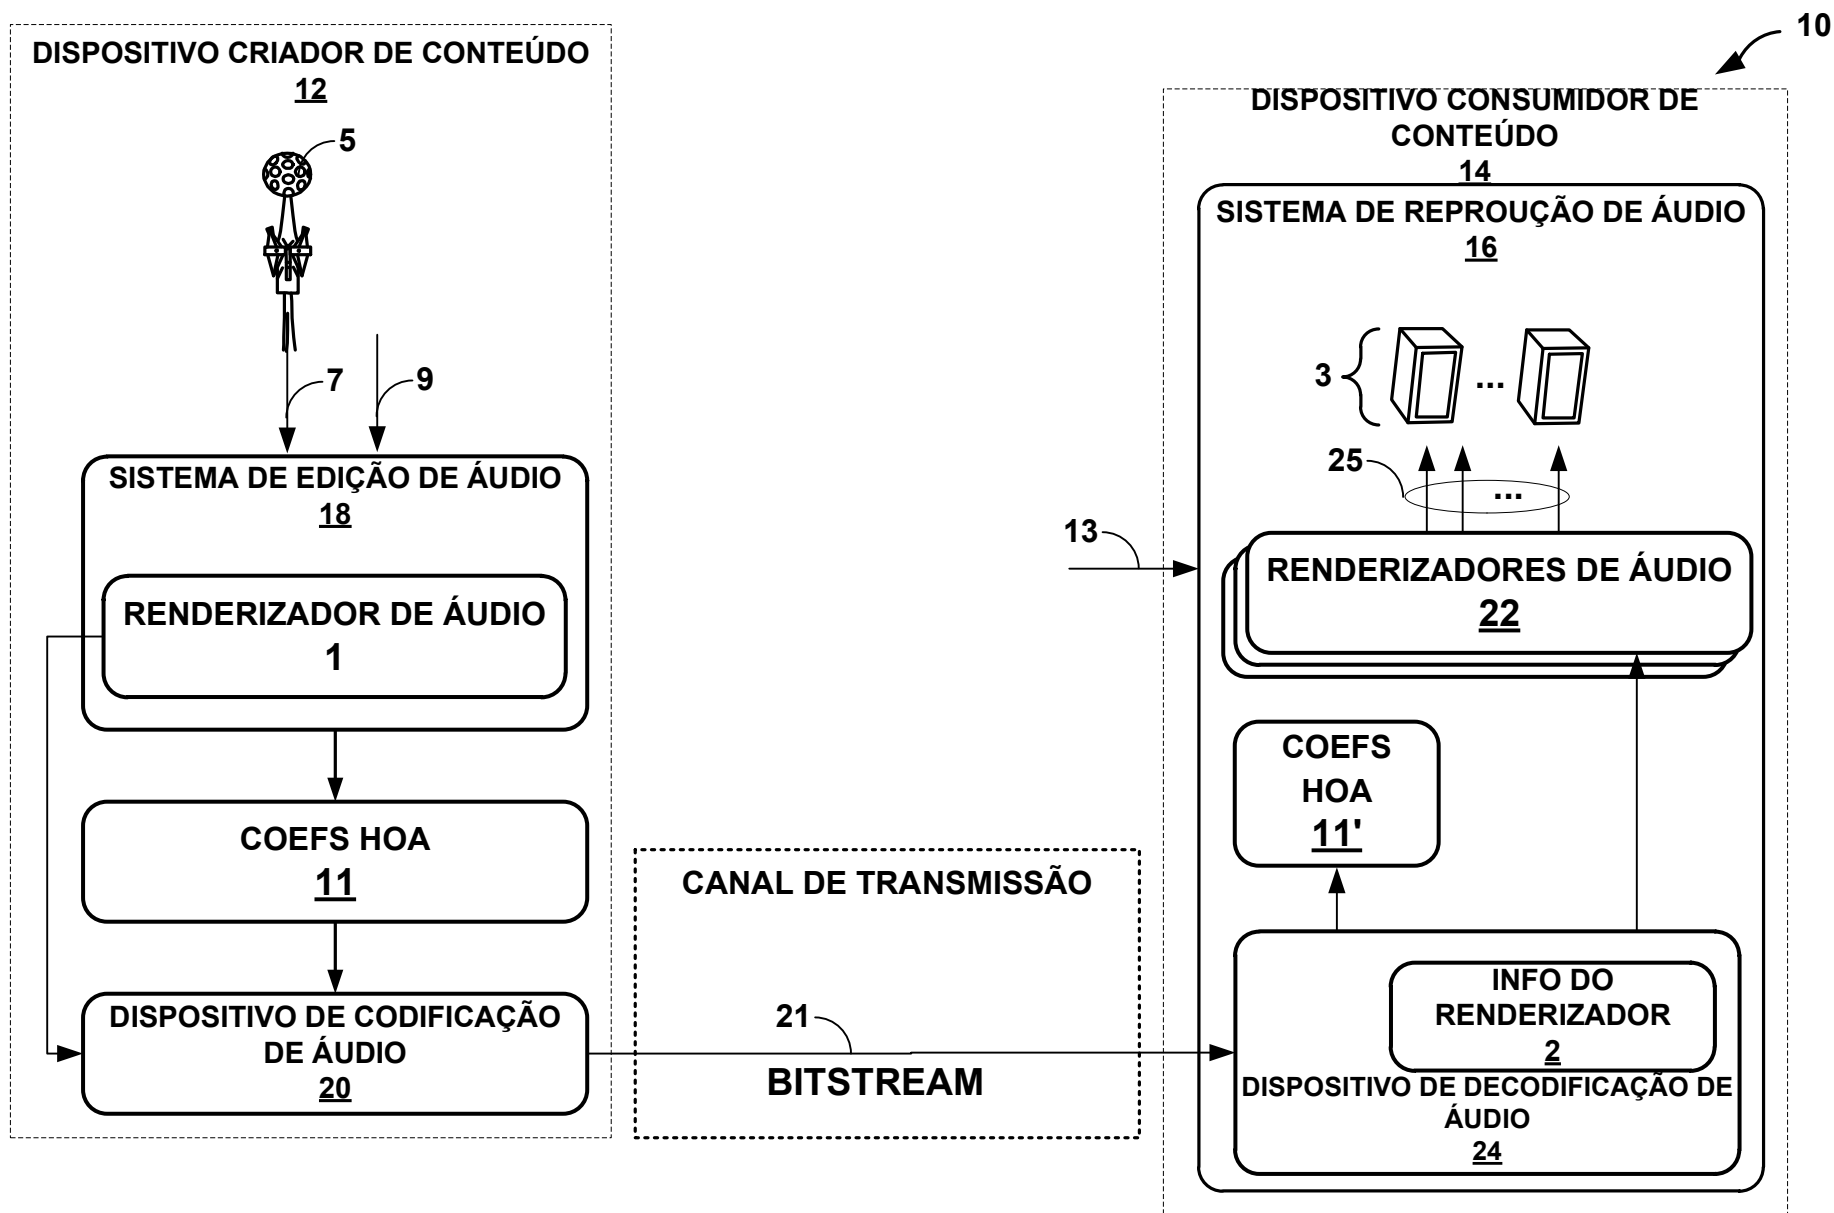 10
DISPOSITIVO CRIADOR DE CONTEÚDO
12
5
7
9
SISTEMA DE EDIÇÃO DE ÁUDIO
18
RENDERIZADOR DE ÁUDIO
1
COEFS HOA
11
DISPOSITIVO DE CODIFICAÇÃO
DE ÁUDIO
20
CANAL DE TRANSMISSÃO
21
BITSTREAM
DISPOSITIVO CONSUMIDOR DE
CONTEÚDO
14
SISTEMA DE REPROUÇÃO DE ÁUDIO
16
3
...
25
...
13
RENDERIZADORES DE ÁUDIO
22
COEFS
HOA
11'
INFO DO
RENDERIZADOR
2
DISPOSITIVO DE DECODIFICAÇÃO DE
ÁUDIO
24